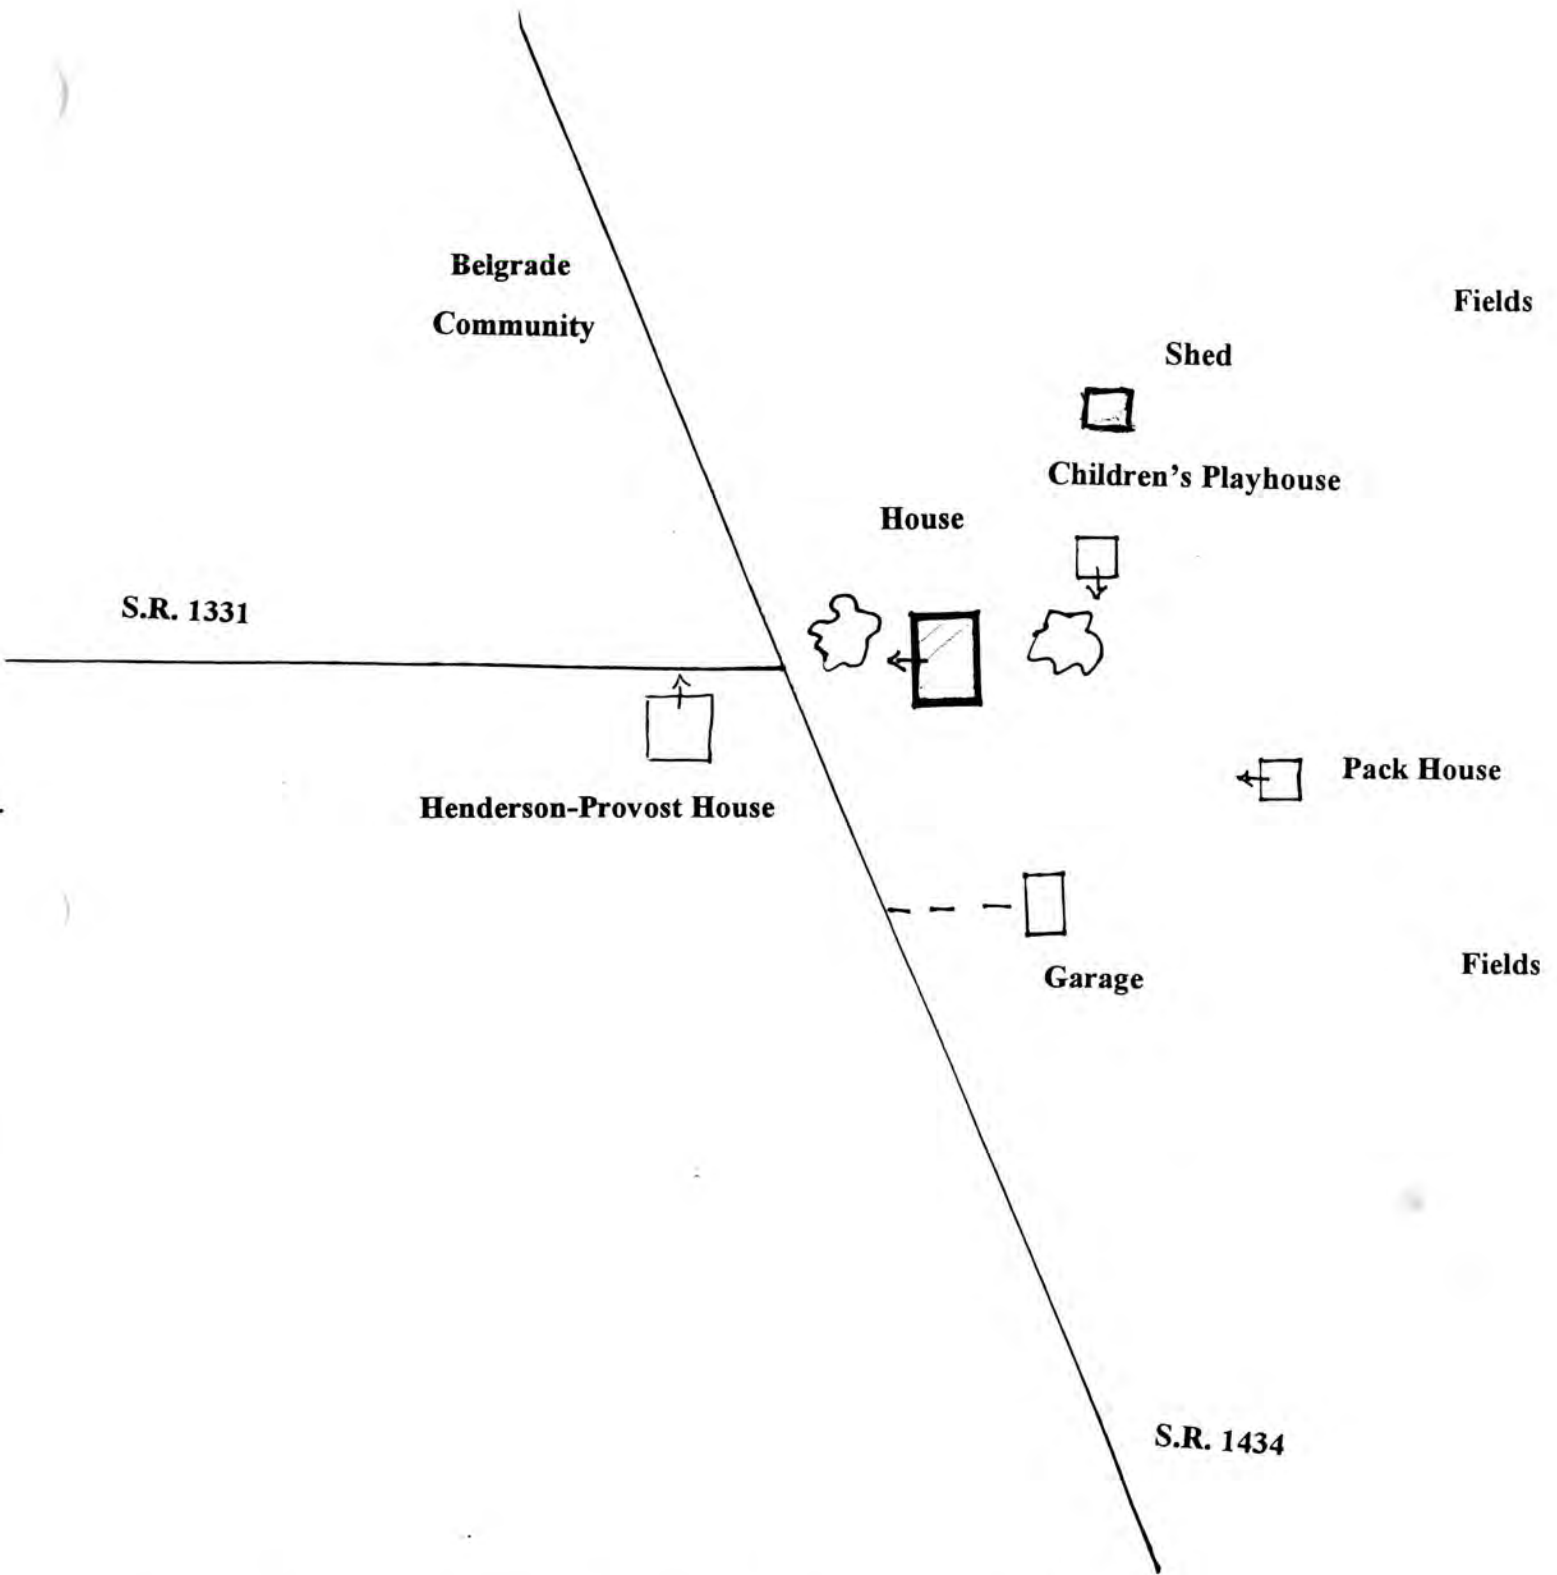 Belgrade
Community
Fields
Shed
Children's Playhouse
House
S.R. 1331
Pack House
Henderson-Provost House
Garage
Fields
S.R. 1434